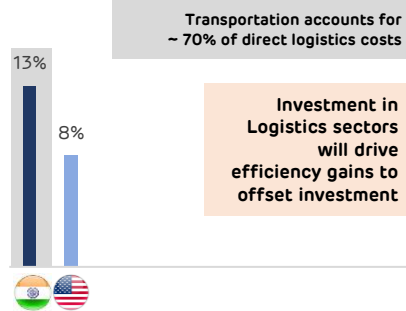 Transportation accounts for
~ 70% of direct logistics costs
13%
8%
Investment in
Logistics sectors
will drive
efficiency gains to
offset investment